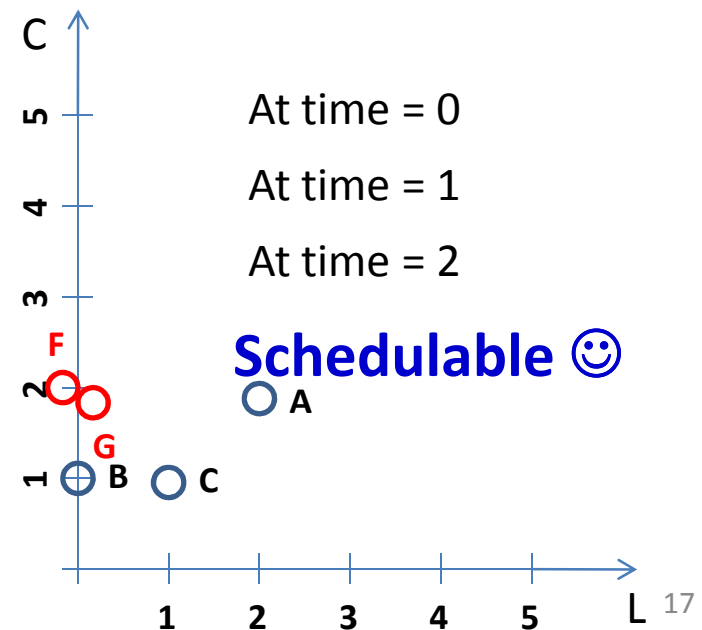 C
At time = 0
5
At time = 1
4
At time = 2
3
F
Schedulable ☺
2
A
G
B
C
1
L
17
1 2 3 4 5